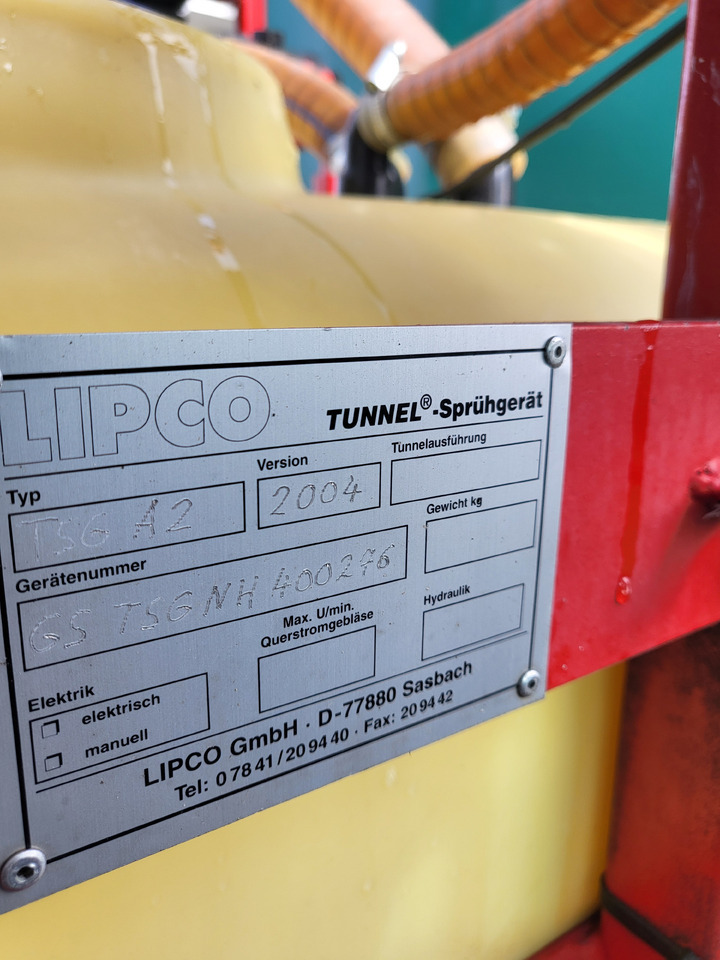 LIPCO
TUNNEL®-Sprühgerät
Typ
TSG A2
Version
2004
Tunnelausführung
Gerätenummer
GS TSG NH 400276
Gewicht kg
Max. U/min.
Querstromgebläse
Hydraulik
Elektrik
elektrisch
manuell
LIPCO GmbH · D-77880 Sasbach
Tel: 0 78 41 / 20 94 40 · Fax: 20 94 42